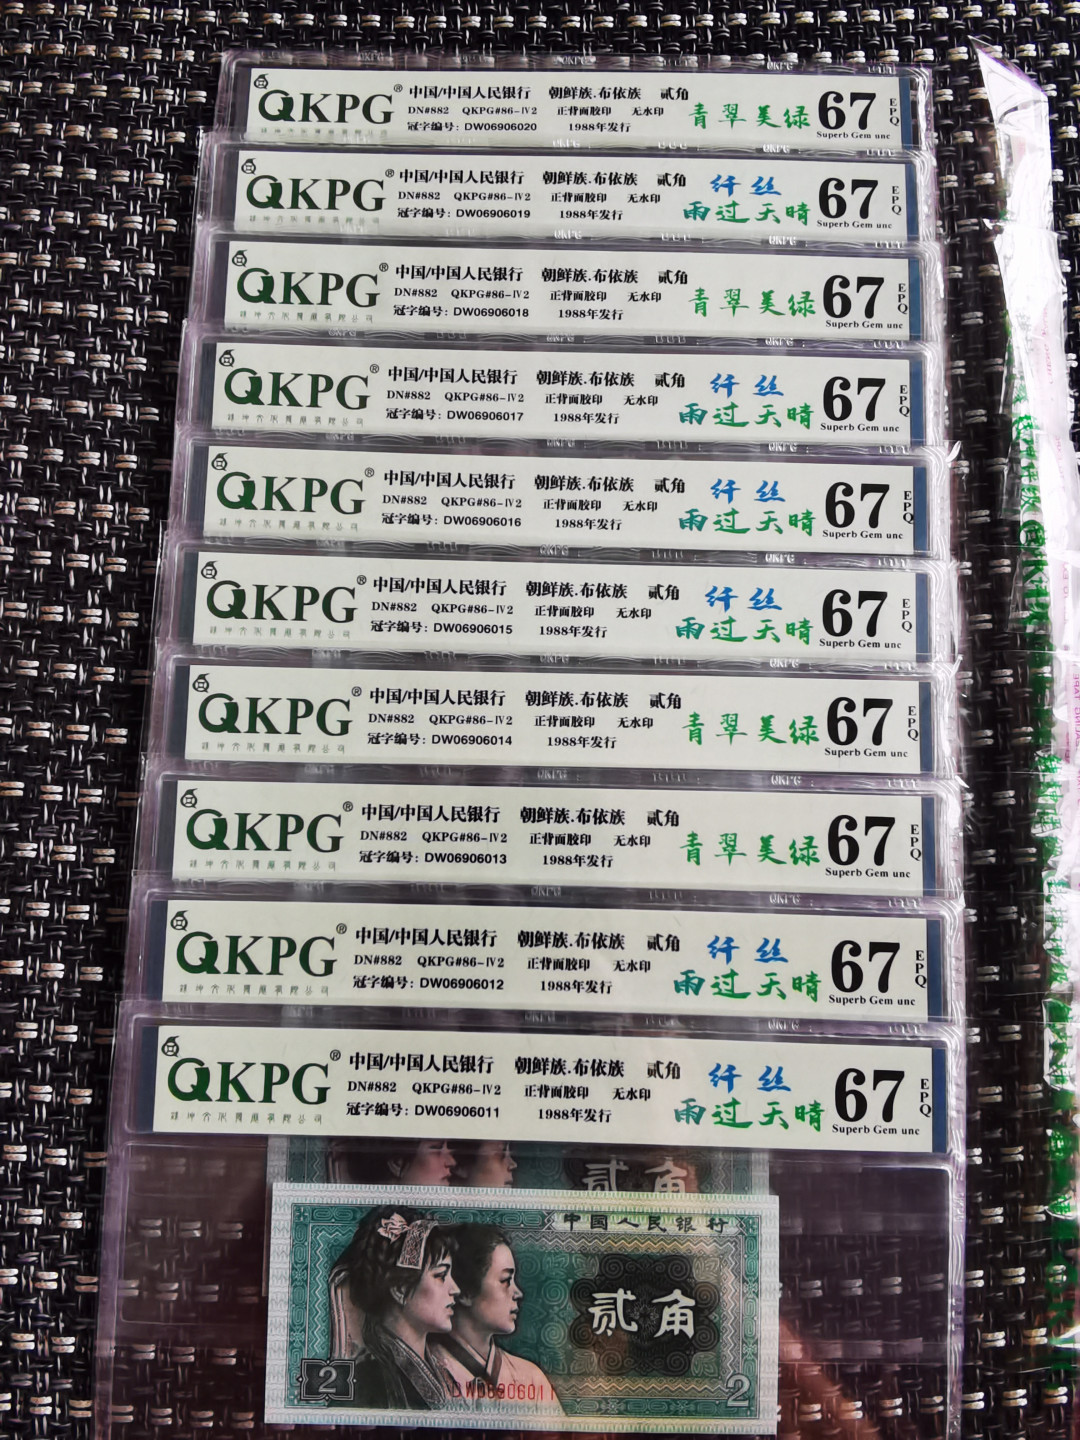 QKPG® 中国/中国人民银行 朝鲜族.布依族 贰角
DN#882 QKPG#86-IV2 正背面胶印 无水印
冠字编号: DW06906020 1988年发行
青翠美绿 67 EPQ
Superb Gem unc
QKPG® 中国/中国人民银行 朝鲜族.布依族 贰角
DN#882 QKPG#86-IV2 正背面胶印 无水印
冠字编号: DW06906019 1988年发行
纤丝
雨过天晴 67 EPQ
Superb Gem unc
QKPG® 中国/中国人民银行 朝鲜族.布依族 贰角
DN#882 QKPG#86-IV2 正背面胶印 无水印
冠字编号: DW06906018 1988年发行
青翠美绿 67 EPQ
Superb Gem unc
QKPG® 中国/中国人民银行 朝鲜族.布依族 贰角
DN#882 QKPG#86-IV2 正背面胶印 无水印
冠字编号: DW06906017 1988年发行
纤丝
雨过天晴 67 EPQ
Superb Gem unc
QKPG® 中国/中国人民银行 朝鲜族.布依族 贰角
DN#882 QKPG#86-IV2 正背面胶印 无水印
冠字编号: DW06906016 1988年发行
纤丝
雨过天晴 67 EPQ
Superb Gem unc
QKPG® 中国/中国人民银行 朝鲜族.布依族 贰角
DN#882 QKPG#86-IV2 正背面胶印 无水印
冠字编号: DW06906015 1988年发行
纤丝
雨过天晴 67 EPQ
Superb Gem unc
QKPG® 中国/中国人民银行 朝鲜族.布依族 贰角
DN#882 QKPG#86-IV2 正背面胶印 无水印
冠字编号: DW06906014 1988年发行
青翠美绿 67 EPQ
Superb Gem unc
QKPG® 中国/中国人民银行 朝鲜族.布依族 贰角
DN#882 QKPG#86-IV2 正背面胶印 无水印
冠字编号: DW06906013 1988年发行
青翠美绿 67 EPQ
Superb Gem unc
QKPG® 中国/中国人民银行 朝鲜族.布依族 贰角
DN#882 QKPG#86-IV2 正背面胶印 无水印
冠字编号: DW06906012 1988年发行
纤丝
雨过天晴 67 EPQ
Superb Gem unc
QKPG® 中国/中国人民银行 朝鲜族.布依族 贰角
DN#882 QKPG#86-IV2 正背面胶印 无水印
冠字编号: DW06906011 1988年发行
纤丝
雨过天晴 67 EPQ
Superb Gem unc
贰角
中国人民银行
贰角
DW06906011
2 2